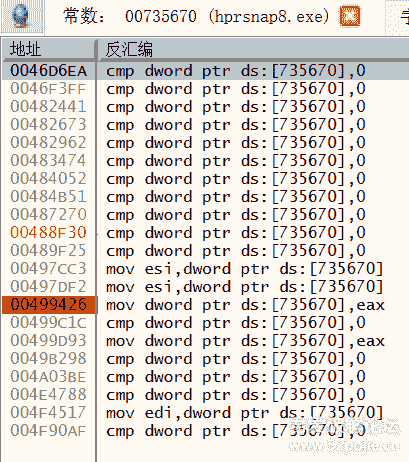 常数： 00735670 (hprsnap8.exe)
地址 反汇编
0046D6EA cmp dword ptr ds:[735670],0
0046F3FF cmp dword ptr ds:[735670],0
00482441 cmp dword ptr ds:[735670],0
00482673 cmp dword ptr ds:[735670],0
00482962 cmp dword ptr ds:[735670],0
00483474 cmp dword ptr ds:[735670],0
00484052 cmp dword ptr ds:[735670],0
00484B51 cmp dword ptr ds:[735670],0
00487270 cmp dword ptr ds:[735670],0
00488F30 cmp dword ptr ds:[735670],0
00489F25 cmp dword ptr ds:[735670],0
00497CC3 mov esi,dword ptr ds:[735670]
00497DF2 mov esi,dword ptr ds:[735670]
00499426 mov dword ptr ds:[735670],eax
00499C1C cmp dword ptr ds:[735670],0
00499D93 mov dword ptr ds:[735670],eax
0049B298 cmp dword ptr ds:[735670],0
004A03BE cmp dword ptr ds:[735670],0
004E4788 cmp dword ptr ds:[735670],0
004F4517 mov edi,dword ptr ds:[735670]
004F90AF cmp dword ptr ds:[735670],0